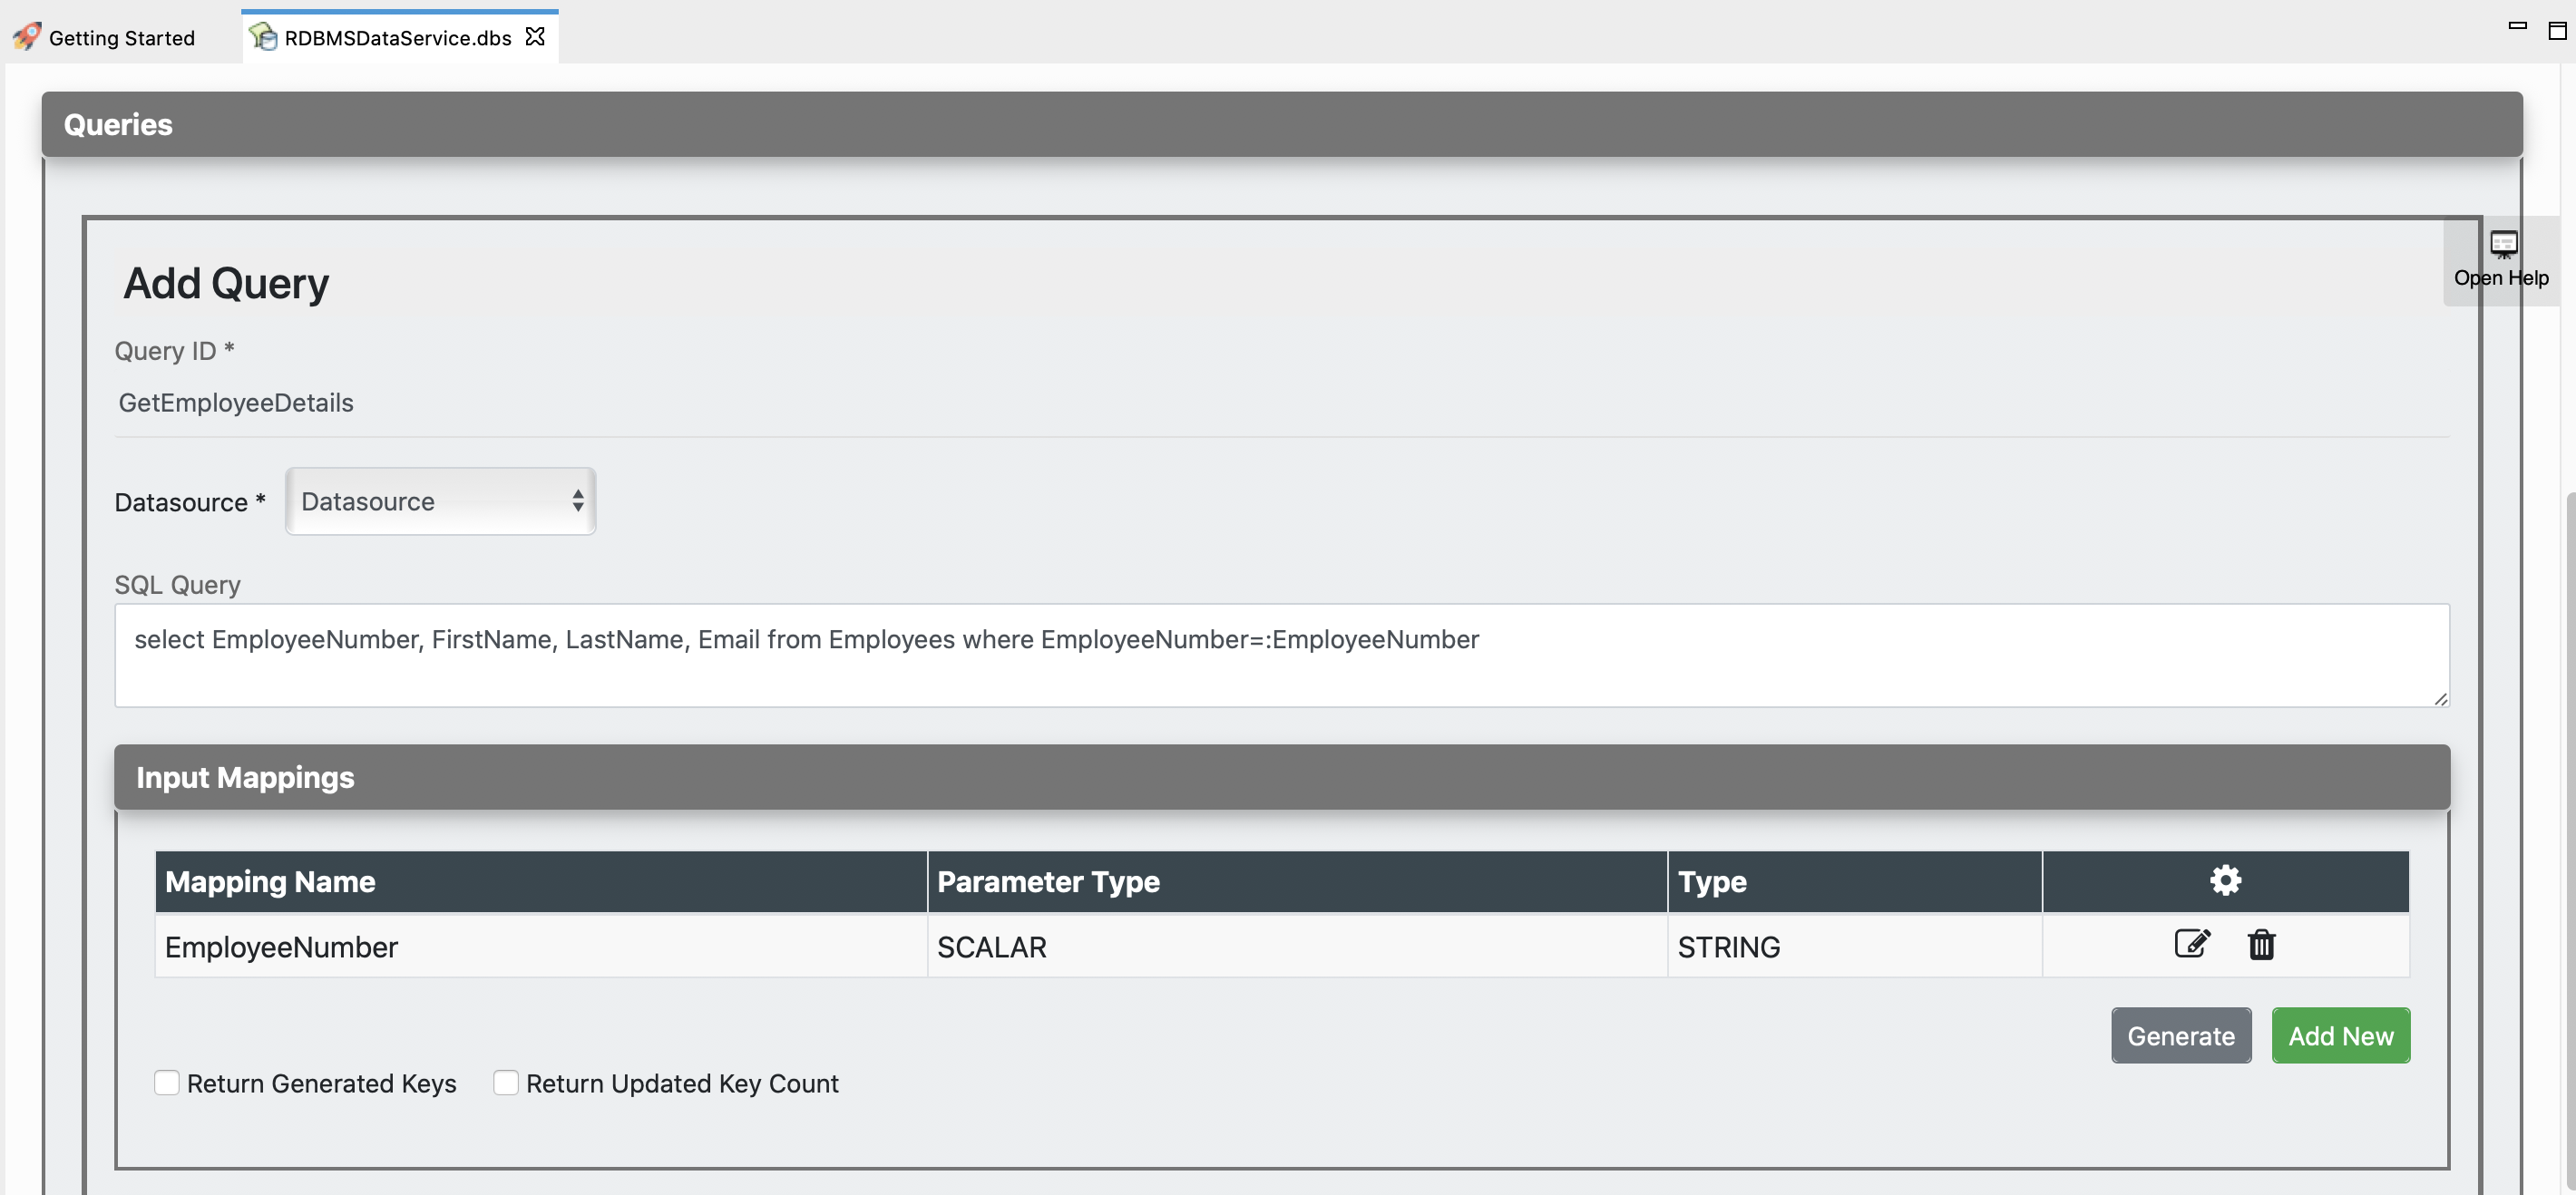 Getting Started
RDBMSDataService.dbs
Queries
Open Help
Add Query
Query ID *
GetEmployeeDetails
Datasource *
Datasource
SQL Query
select EmployeeNumber, FirstName, LastName, Email from Employees where EmployeeNumber=:EmployeeNumber
Input Mappings
Mapping Name Parameter Type Type
EmployeeNumber SCALAR STRING
Generate Add New
Return Generated Keys Return Updated Key Count